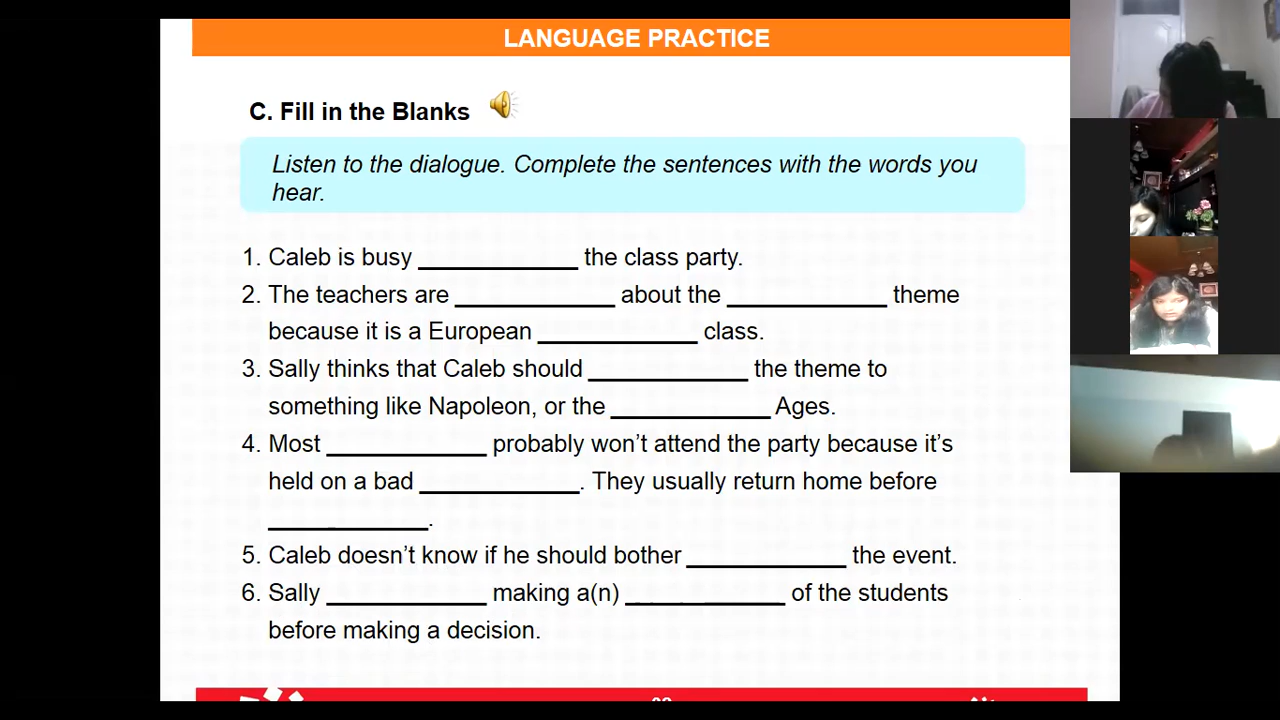 LANGUAGE PRACTICE
C. Fill in the Blanks
Listen to the dialogue. Complete the sentences with the words you
hear.
1. Caleb is busy ____________ the class party.
2. The teachers are ____________ about the ____________ theme
because it is a European ____________ class.
3. Sally thinks that Caleb should ____________ the theme to
something like Napoleon, or the ____________ Ages.
4. Most ____________ probably won’t attend the party because it’s
held on a bad ____________. They usually return home before
____________.
5. Caleb doesn’t know if he should bother ____________ the event.
6. Sally ____________ making a(n) ____________ of the students
before making a decision.